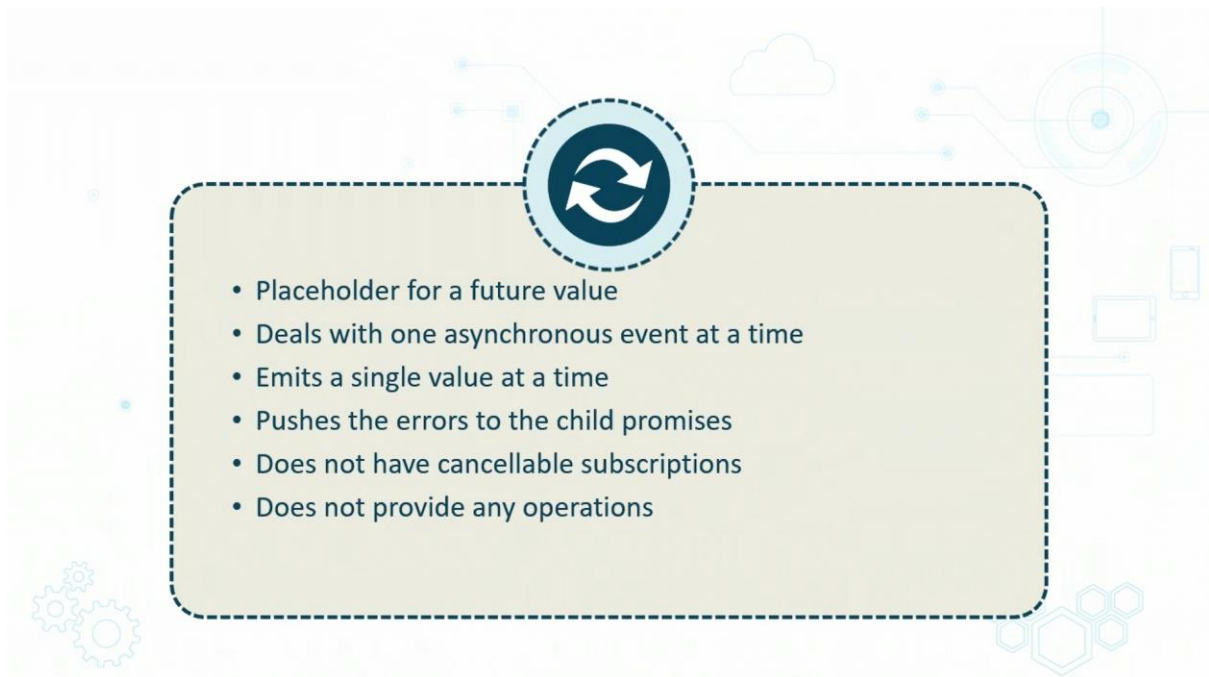 • Placeholder for a future value
• Deals with one asynchronous event at a time
• Emits a single value at a time
• Pushes the errors to the child promises
• Does not have cancellable subscriptions
• Does not provide any operations